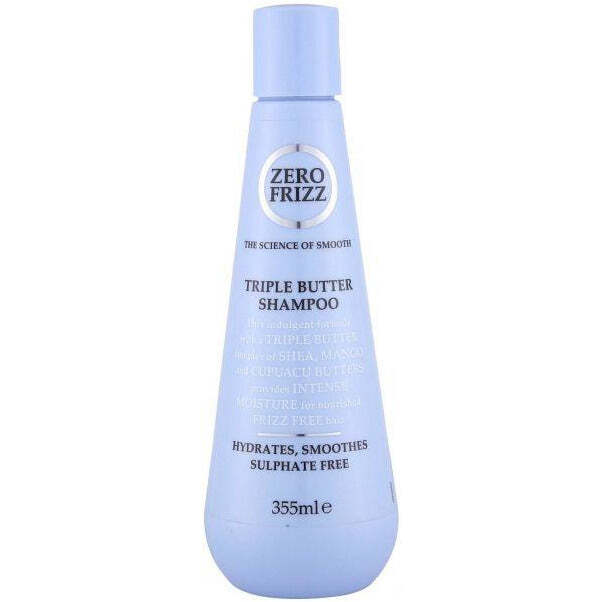 ZERO
FRIZZ
THE SCIENCE OF SMOOTH
TRIPLE BUTTER
SHAMPOO
This indulgent formula
with a TRIPLE BUTTER
complex of SHEA, MANGO
and CUPUACU BUTTERS
provides INTENSE
MOISTURE for nourished
FRIZZ FREE hair
HYDRATES, SMOOTHES
SULPHATE FREE
355ml e